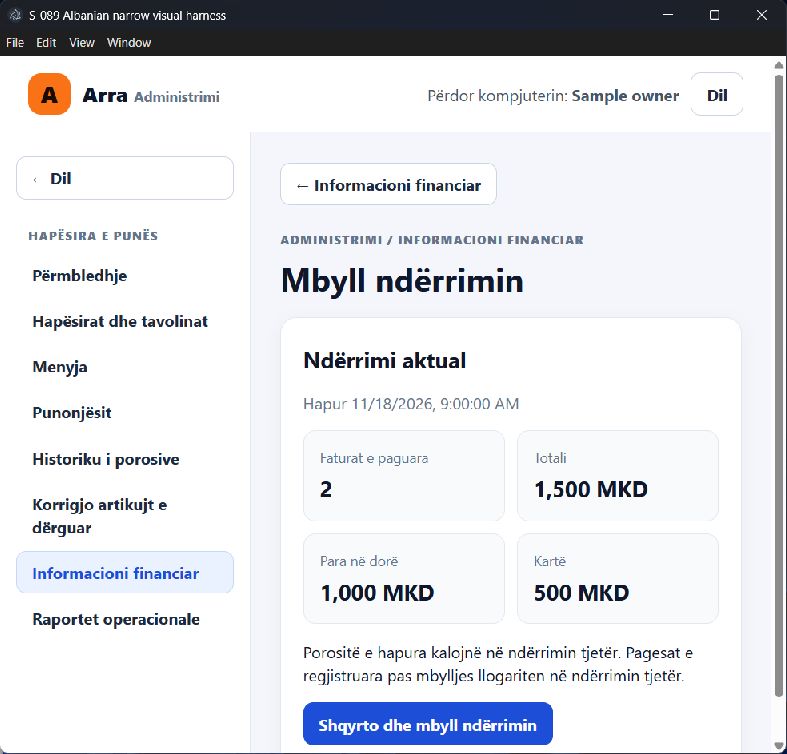 S-089 Albanian narrow visual harness
File Edit View Window
A Arra Administrimi
Përdor kompjuterin: Sample owner
Dil
← Dil
HAPËSIRA E PUNËS
Përmbledhje
Hapësirat dhe tavolinat
Menyja
Punonjësit
Historiku i porosive
Korrigjo artikujt e
dërguar
Informacioni financiar
Raportet operacionale
← Informacioni financiar
ADMINISTRIMI / INFORMACIONI FINANCIAR
Mbyll ndërrimin
Ndërrimi aktual
Hapur 11/18/2026, 9:00:00 AM
Faturat e paguara
2
Totali
1,500 MKD
Para në dorë
1,000 MKD
Kartë
500 MKD
Porositë e hapura kalojnë në ndërrimin tjetër. Pagesat e
regjistruara pas mbylljes llogariten në ndërrimin tjetër.
Shqyrto dhe mbyll ndërrimin